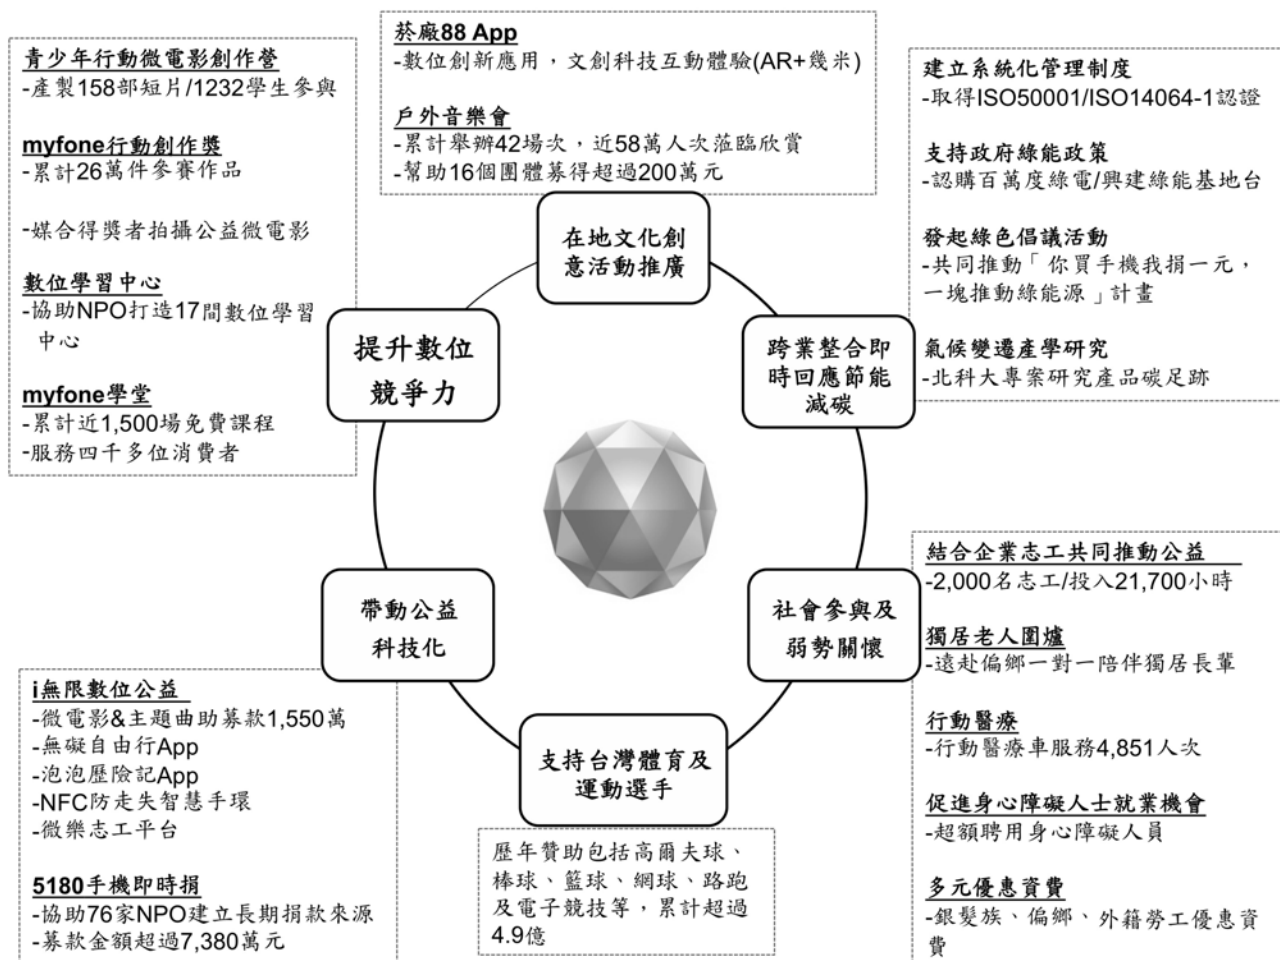 青少年行動微電影創作營
-產製158部短片/1232學生參與
myfone行動創作獎
-累計26萬件參賽作品
-媒合得獎者拍攝公益微電影
數位學習中心
-協助NPO打造17間數位學習
中心
myfone學堂
-累計近1,500場免費課程
-服務四千多位消費者
菸廠88 App
-數位創新應用，文創科技互動體驗(AR+幾米)
戶外音樂會
-累計舉辦42場次，近58萬人次蒞臨欣賞
-幫助16個團體募得超過200萬元
建立系統化管理制度
-取得ISO50001/ISO14064-1認證
支持政府綠能政策
-認購百萬度綠電/興建綠能基地台
發起綠色倡議活動
-共同推動「你買手機我捐一元，
一塊推動綠能源」計畫
氣候變遷產學研究
-北科大專案研究產品碳足跡
在地文化創
意活動推廣
提升數位
競爭力
跨業整合即
時回應節能
減碳
帶動公益
科技化
社會參與及
弱勢關懷
支持台灣體育及
運動選手
i無限數位公益
-微電影&主題曲助募款1,550萬
-無礙自由行App
-泡泡歷險記App
-NFC防走失智慧手環
-微樂志工平台
5180手機即時捐
-協助76家NPO建立長期捐款來源
-募款金額超過7,380萬元
歷年贊助包括高爾夫球、
棒球、籃球、網球、路跑
及電子競技等，累計超過
4.9億
結合企業志工共同推動公益
-2,000名志工/投入21,700小時
獨居老人圍爐
-遠赴偏鄉一對一陪伴獨居長輩
行動醫療
-行動醫療車服務4,851人次
促進身心障礙人士就業機會
-超額聘用身心障礙人員
多元優惠資費
-銀髮族、偏鄉、外籍勞工優惠資
費